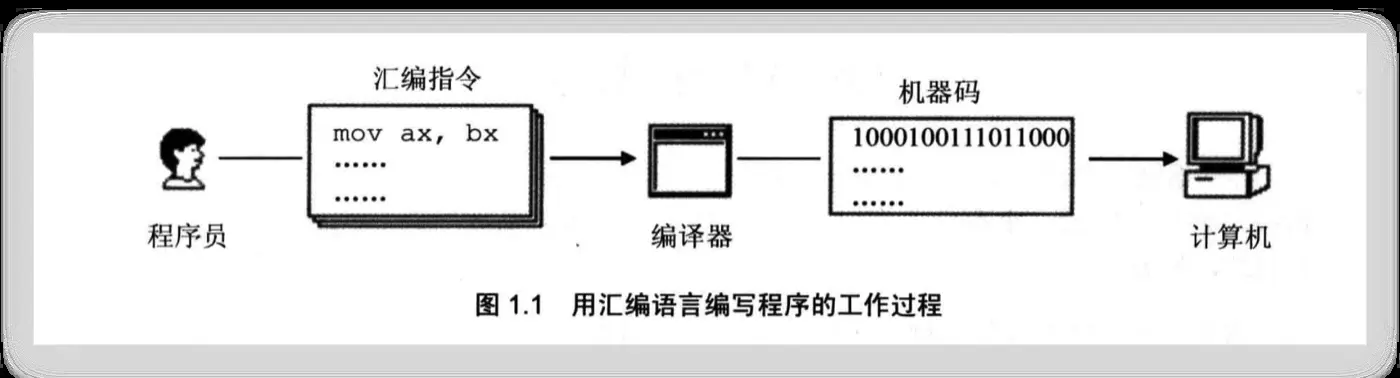 汇编指令
mov ax, bx
……
……
程序员
编译器
机器码
1000100111011000
……
……
计算机
图 1.1 用汇编语言编写程序的工作过程